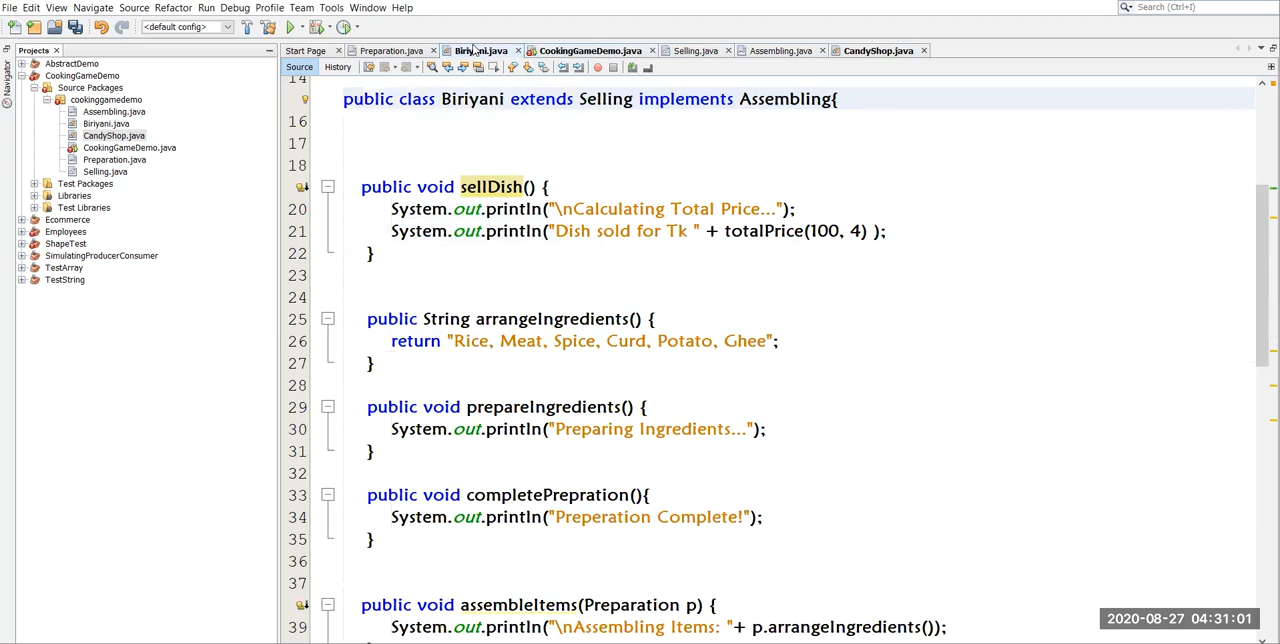 File Edit View Navigate Source Refactor Run Debug Profile Team Tools Window Help
Search (Ctrl+I)
<default config>
Projects
Start Page
Preparation.java
Biriyani.java
CookingGameDemo.java
Selling.java
Assembling.java
CandyShop.java
Navigator
Source History
AbstractDemo
CookingGameDemo
Source Packages
cookinggamedemo
Assembling.java
Biriyani.java
CandyShop.java
CookingGameDemo.java
Preparation.java
Selling.java
Test Packages
Libraries
Test Libraries
Ecommerce
Employees
ShapeTest
SimulatingProducerConsumer
TestArray
TestString
14
public class Biriyani extends Selling implements Assembling{
16
17
18
public void sellDish() {
20 System.out.println("\nCalculating Total Price...");
21 System.out.println("Dish sold for Tk " + totalPrice(100, 4) );
22 }
23
24
25 public String arrangeIngredients() {
26 return "Rice, Meat, Spice, Curd, Potato, Ghee";
27 }
28
29 public void prepareIngredients() {
30 System.out.println("Preparing Ingredients...");
31 }
32
33 public void completePrepration(){
34 System.out.println("Preperation Complete!");
35 }
36
37
public void assembleItems(Preparation p) {
39 System.out.println("\nAssembling Items: "+ p.arrangeIngredients());
2020-08-27 04:31:01